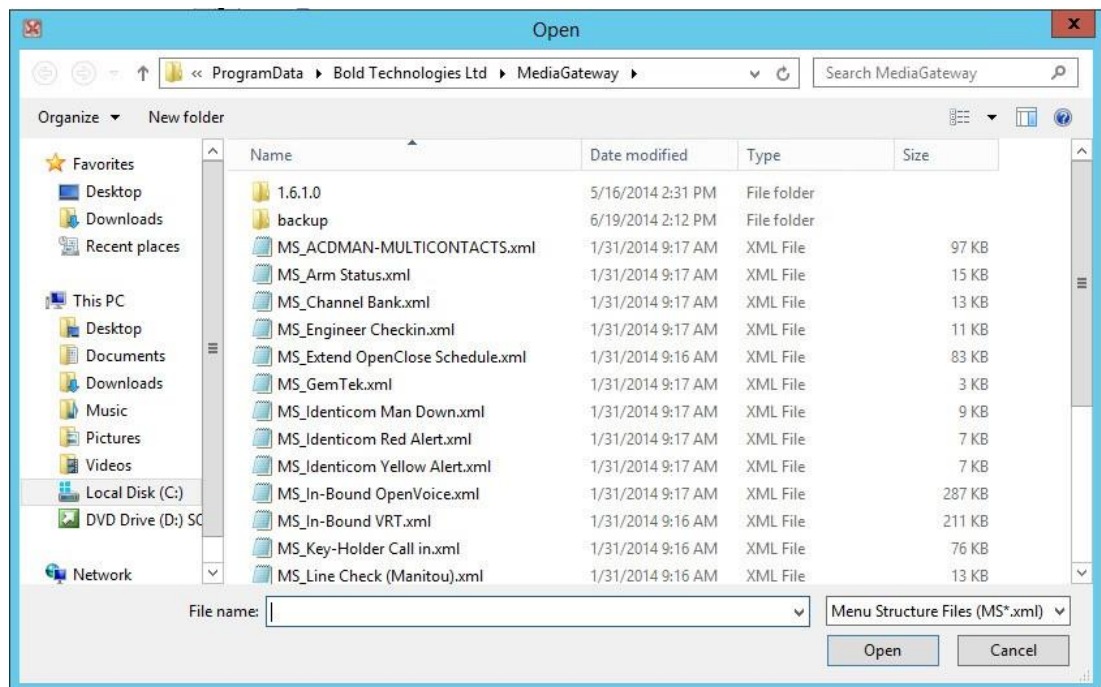 Open
« ProgramData ▸ Bold Technologies Ltd ▸ MediaGateway ▸ Search MediaGateway
Organize New folder
Name Date modified Type Size
Favorites
Desktop
Downloads
Recent places
This PC
Desktop
Documents
Downloads
Music
Pictures
Videos
Local Disk (C:)
DVD Drive (D:) SC
Network
1.6.1.0 5/16/2014 2:31 PM File folder
backup 6/19/2014 2:12 PM File folder
MS_ACDMAN-MULTICONTACTS.xml 1/31/2014 9:17 AM XML File 97 KB
MS_Arm Status.xml 1/31/2014 9:17 AM XML File 15 KB
MS_Channel Bank.xml 1/31/2014 9:17 AM XML File 13 KB
MS_Engineer Checkin.xml 1/31/2014 9:17 AM XML File 11 KB
MS_Extend OpenClose Schedule.xml 1/31/2014 9:16 AM XML File 83 KB
MS_GemTek.xml 1/31/2014 9:17 AM XML File 3 KB
MS_Identicom Man Down.xml 1/31/2014 9:17 AM XML File 9 KB
MS_Identicom Red Alert.xml 1/31/2014 9:17 AM XML File 7 KB
MS_Identicom Yellow Alert.xml 1/31/2014 9:17 AM XML File 7 KB
MS_In-Bound OpenVoice.xml 1/31/2014 9:17 AM XML File 287 KB
MS_In-Bound VRT.xml 1/31/2014 9:16 AM XML File 211 KB
MS_Key-Holder Call in.xml 1/31/2014 9:16 AM XML File 76 KB
MS_Line Check (Manitou).xml 1/31/2014 9:16 AM XML File 13 KB
File name: Menu Structure Files (MS*.xml)
Open Cancel